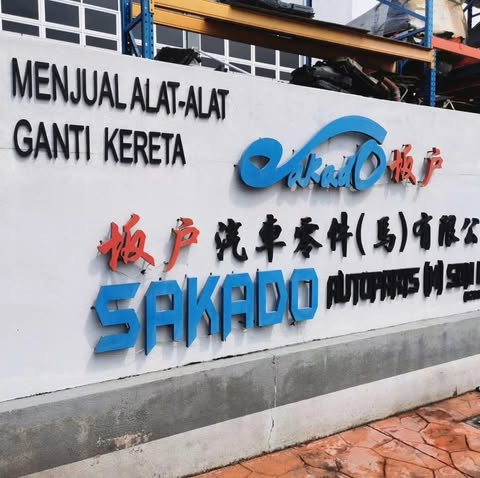 MENJUAL ALAT-ALAT
GANTI KERETA
Sakado 坂户
坂户 汽車零件(馬)有限公
SAKADO AUTOPARTS (M) SDN